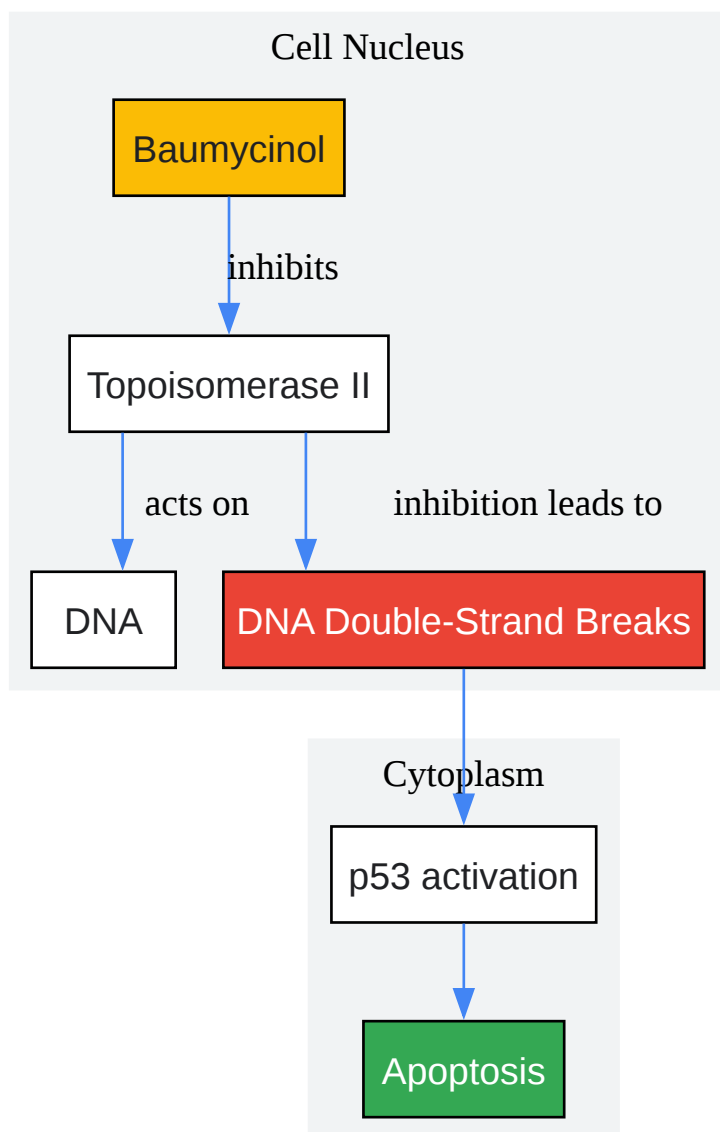 Cell Nucleus
Baumycinol
inhibits
Topoisomerase II
acts on
inhibition leads to
DNA
DNA Double-Strand Breaks
Cytoplasm
p53 activation
Apoptosis